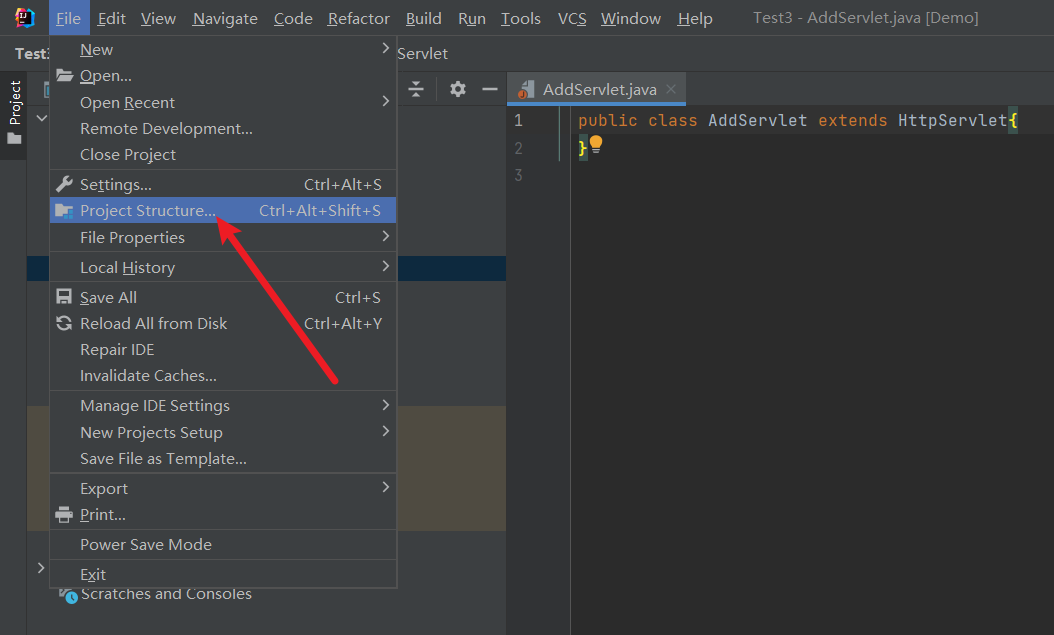 File Edit View Navigate Code Refactor Build Run Tools VCS Window Help Test3 - AddServlet.java [Demo]
Servlet
Project
AddServlet.java
New
Open...
Open Recent
Remote Development...
Close Project
Settings... Ctrl+Alt+S
Project Structure... Ctrl+Alt+Shift+S
File Properties
Local History
Save All Ctrl+S
Reload All from Disk Ctrl+Alt+Y
Repair IDE
Invalidate Caches...
Manage IDE Settings
New Projects Setup
Save File as Template...
Export
Print...
Power Save Mode
Exit
Scratches and Consoles
1 public class AddServlet extends HttpServlet{
2 }
3